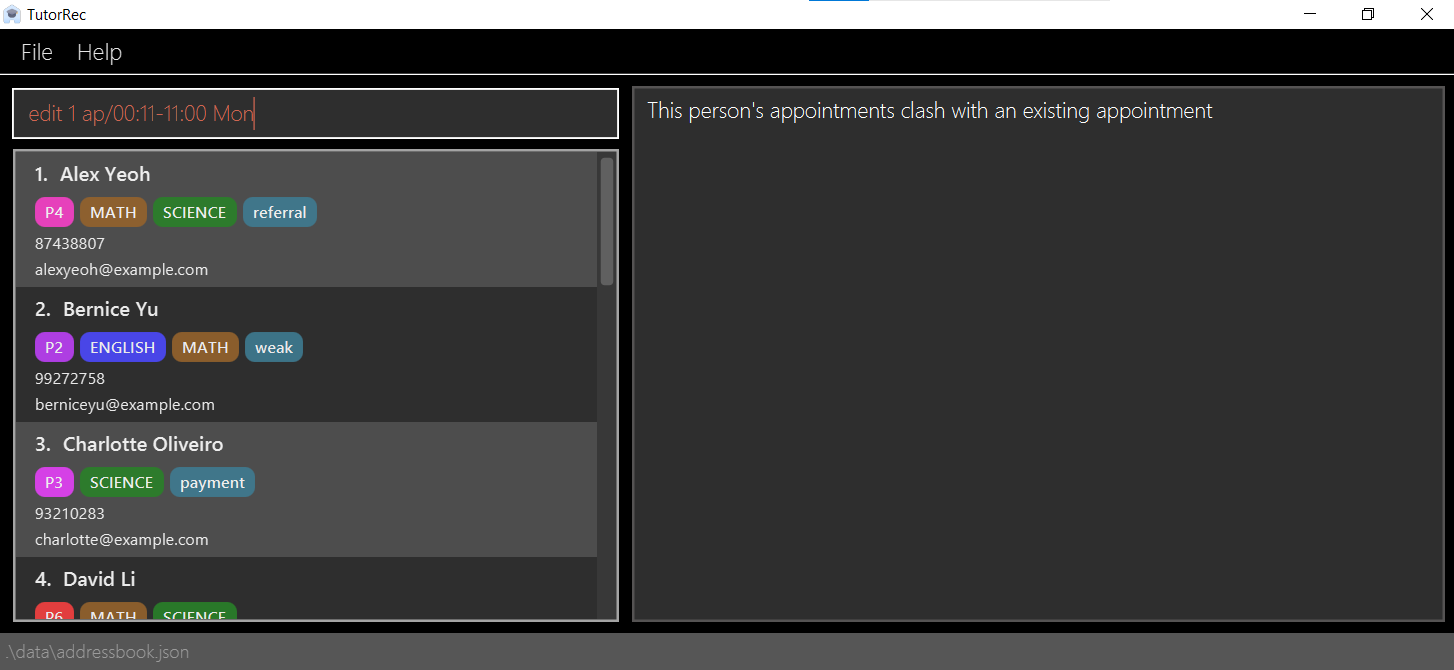 TutorRec
File Help
edit 1 ap/00:11-11:00 Mon
This person's appointments clash with an existing appointment
1. Alex Yeoh
P4 MATH SCIENCE referral
87438807
alexyeoh@example.com
2. Bernice Yu
P2 ENGLISH MATH weak
99272758
berniceyu@example.com
3. Charlotte Oliveiro
P3 SCIENCE payment
93210283
charlotte@example.com
4. David Li
P6 MATH SCIENCE
.\data\addressbook.json